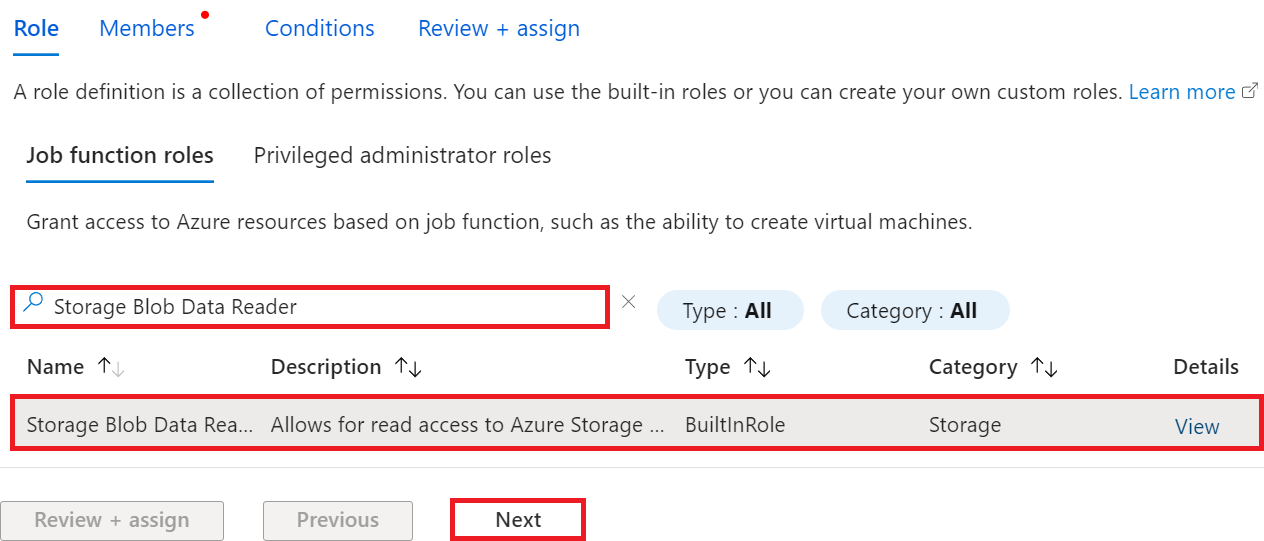 Role Members Conditions Review + assign
A role definition is a collection of permissions. You can use the built-in roles or you can create your own custom roles. Learn more
Job function roles Privileged administrator roles
Grant access to Azure resources based on job function, such as the ability to create virtual machines.
Storage Blob Data Reader Type : All Category : All
Name Description Type Category Details
Storage Blob Data Rea... Allows for read access to Azure Storage ... BuiltInRole Storage View
Review + assign Previous Next